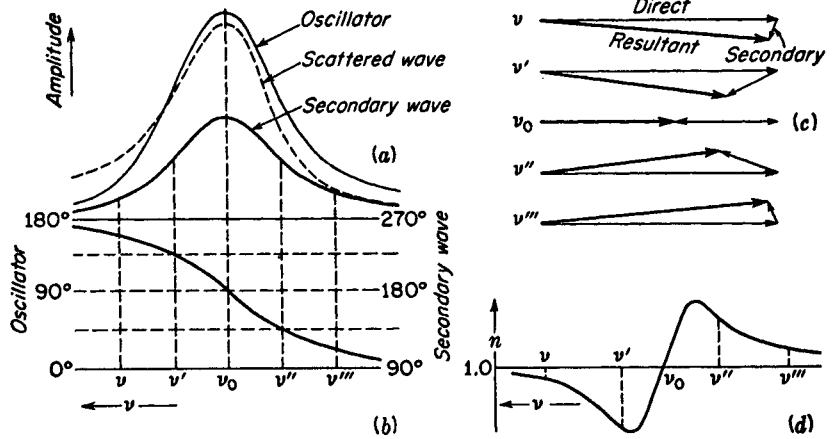 Amplitude
Oscillator
Scattered wave
Secondary wave
(a)
180°
270°
Oscillator
90°
180°
Secondary wave
0°
90°
ν ν' ν₀ ν'' ν'''
ν
(b)
ν
Direct
Resultant
Secondary
ν'
ν₀
(c)
ν''
ν'''
n
1.0
ν ν' ν₀ ν'' ν'''
ν
(d)